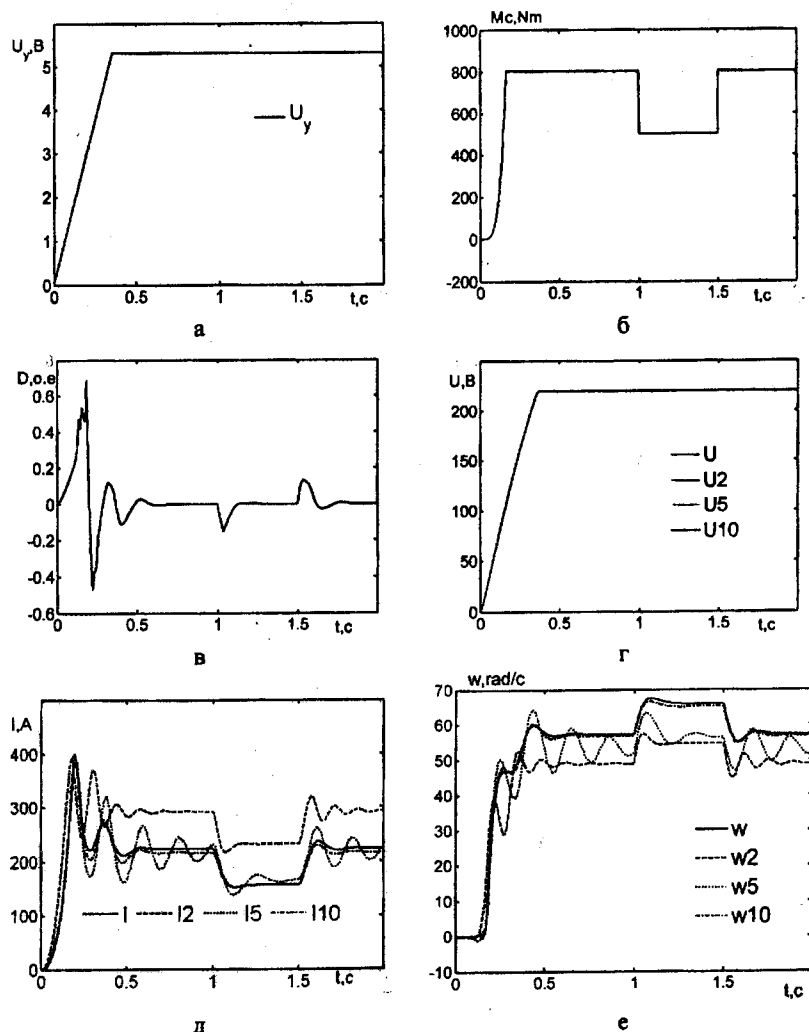 U_y,В
5
4
3
2
1
0
U_y
0
0.5
1
1.5
t,c
а
Mc,Nm
1000
800
600
400
200
0
-200
0
0.5
1
1.5
t,c
б
D,о.е
0.6
0.4
0.2
0
-0.2
-0.4
-0.6
0
0.5
1
1.5
t,c
в
U,В
200
150
100
50
0
U
U2
U5
U10
0
0.5
1
1.5
t,c
г
I,A
400
300
200
100
0
I I2 I5 I10
0
0.5
1
1.5
t,c
д
w,rad/c
70
60
50
40
30
20
10
0
-10
w
w2
w5
w10
0
0.5
1
1.5
t,c
е